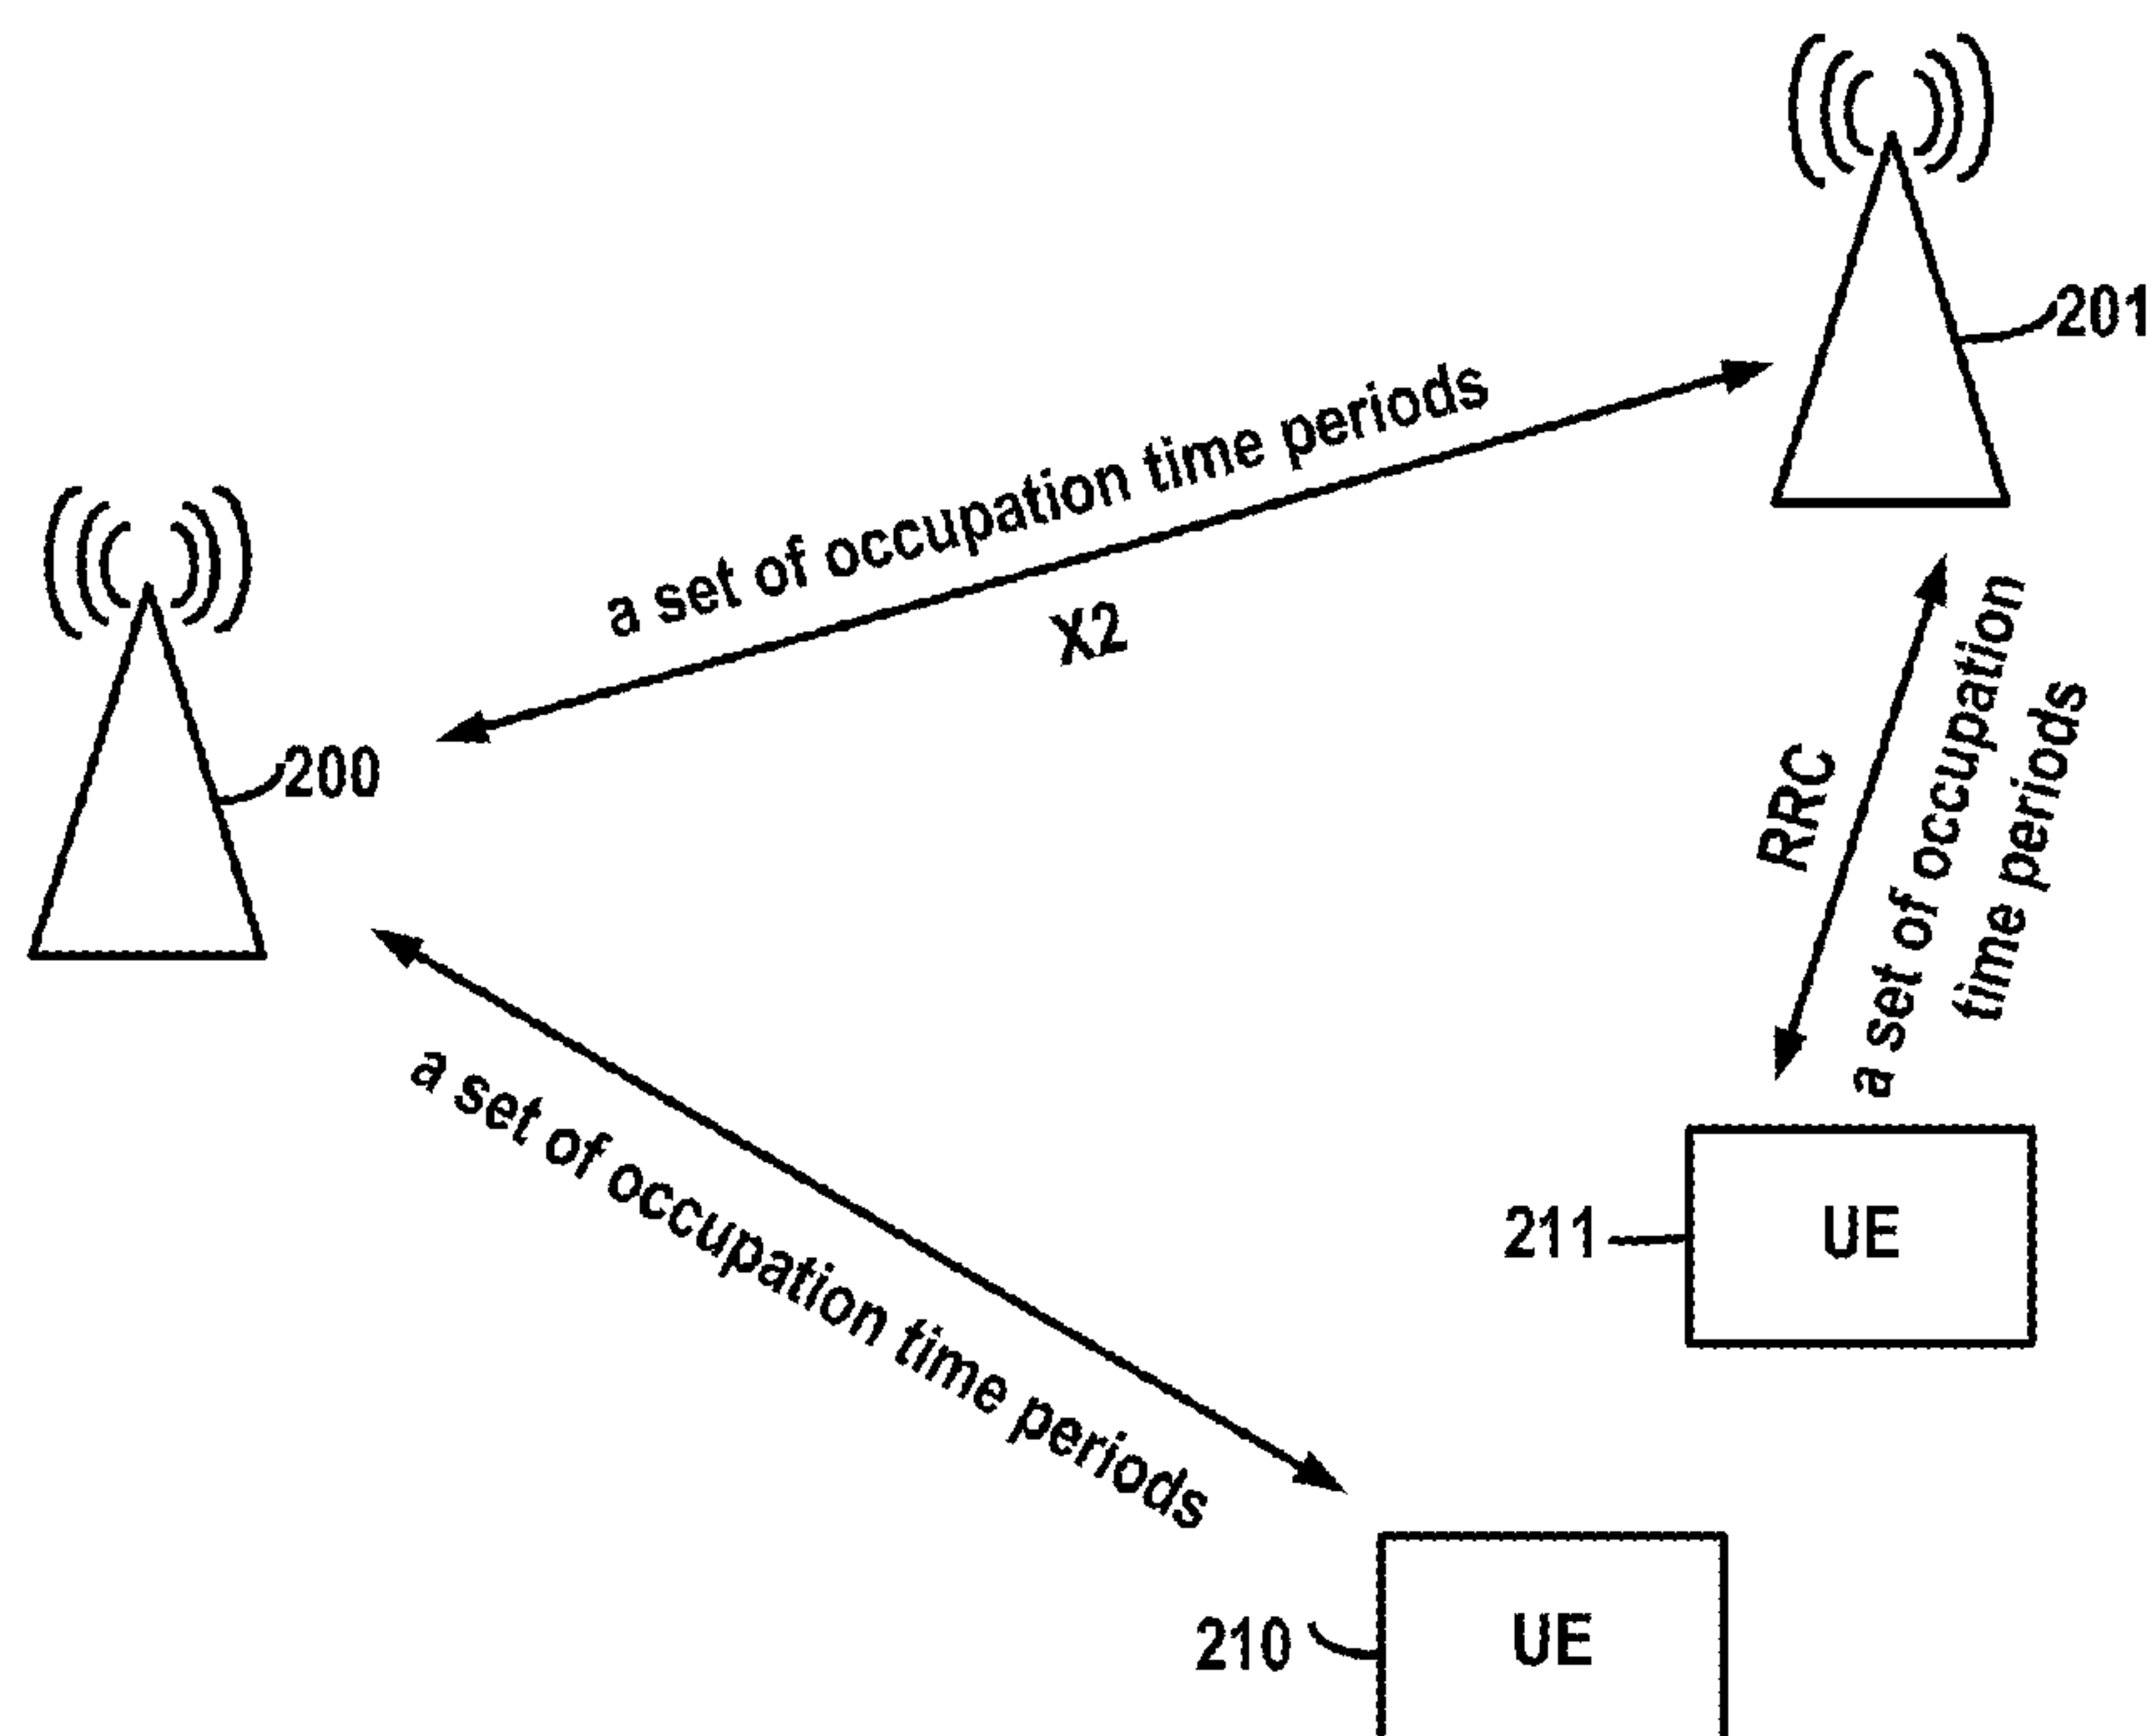 201
a set of occupation time periods
X2
200
RRC
a set of occupation
time periods
a set of occupation time periods
211
UE
210
UE